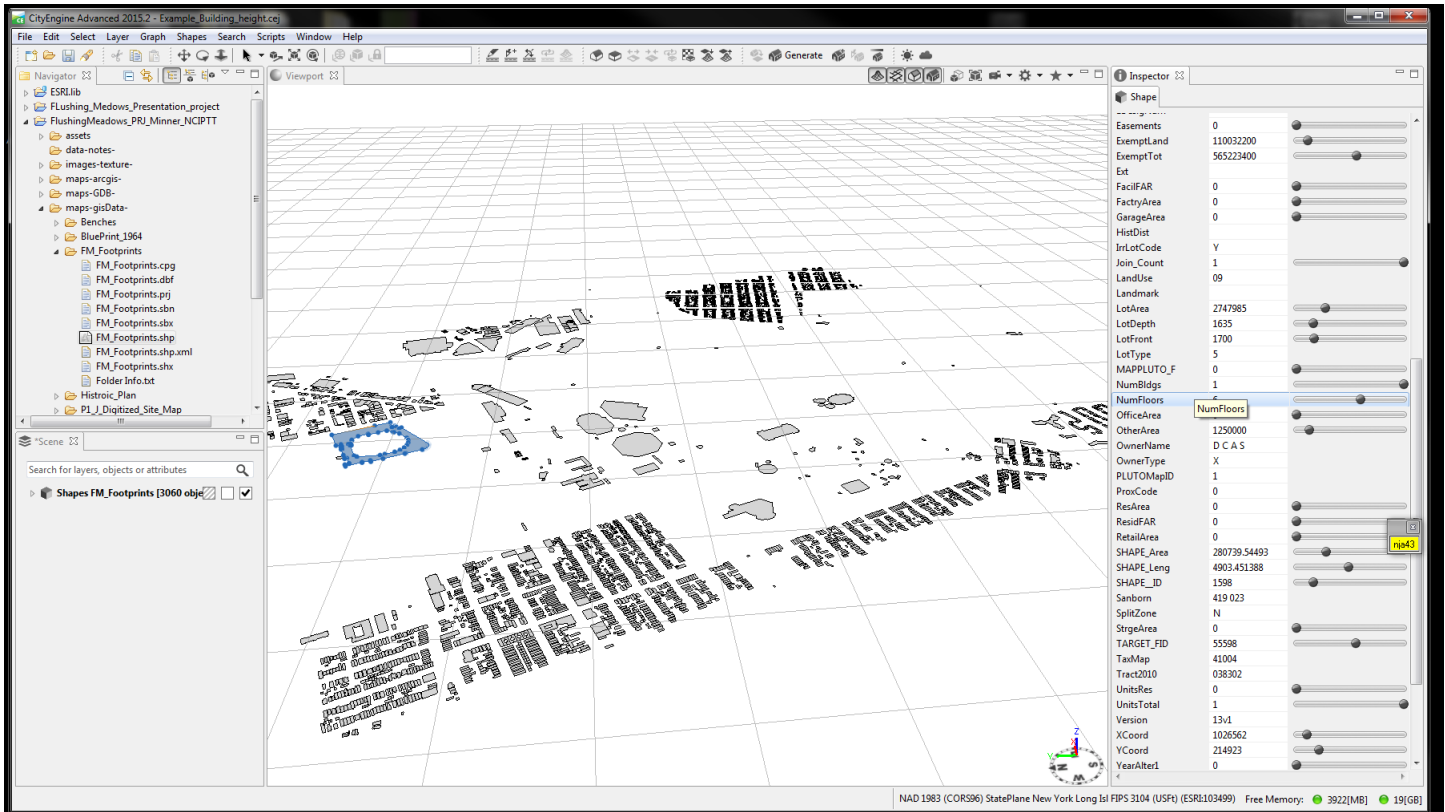 CityEngine Advanced 2015.2 - Example_Building_height.cej
File Edit Select Layer Graph Shapes Search Scripts Window Help
Generate
Navigator
ESRI.lib
FLushing_Medows_Presentation_project
FlushingMeadows_PRJ_Minner_NCIPTT
assets
data-notes-
images-texture-
maps-arcgis-
maps-GDB-
maps-gisData-
Benches
BluePrint_1964
FM_Footprints
FM_Footprints.cpg
FM_Footprints.dbf
FM_Footprints.prj
FM_Footprints.sbn
FM_Footprints.sbx
FM_Footprints.shp
FM_Footprints.shp.xml
FM_Footprints.shx
Folder Info.txt
Histroic_Plan
P1_J_Digitized_Site_Map
*Scene
Search for layers, objects or attributes
Shapes FM_Footprints [3060 obje
Viewport
Inspector
Shape
Easements 0
ExemptLand 110032200
ExemptTot 565223400
Ext
FacilFAR 0
FactryArea 0
GarageArea 0
HistDist
IrrLotCode Y
Join_Count 1
LandUse 09
Landmark
LotArea 2747985
LotDepth 1635
LotFront 1700
LotType 5
MAPPLUTO_F 0
NumBldgs 1
NumFloors
NumFloors
OfficeArea
OtherArea 1250000
OwnerName D C A S
OwnerType X
PLUTOMapID 1
ProxCode 0
ResArea 0
ResidFAR 0
RetailArea 0
nja43
SHAPE_Area 280739.54493
SHAPE_Leng 4903.451388
SHAPE__ID 1598
Sanborn 419 023
SplitZone N
StrgeArea 0
TARGET_FID 55598
TaxMap 41004
Tract2010 038302
UnitsRes 0
UnitsTotal 1
Version 13v1
XCoord 1026562
YCoord 214923
YearAlter1 0
Z
X
Y
N
S
W
NAD 1983 (CORS96) StatePlane New York Long Isl FIPS 3104 (USFt) (ESRI:103499) Free Memory: 3922[MB] 19[GB]